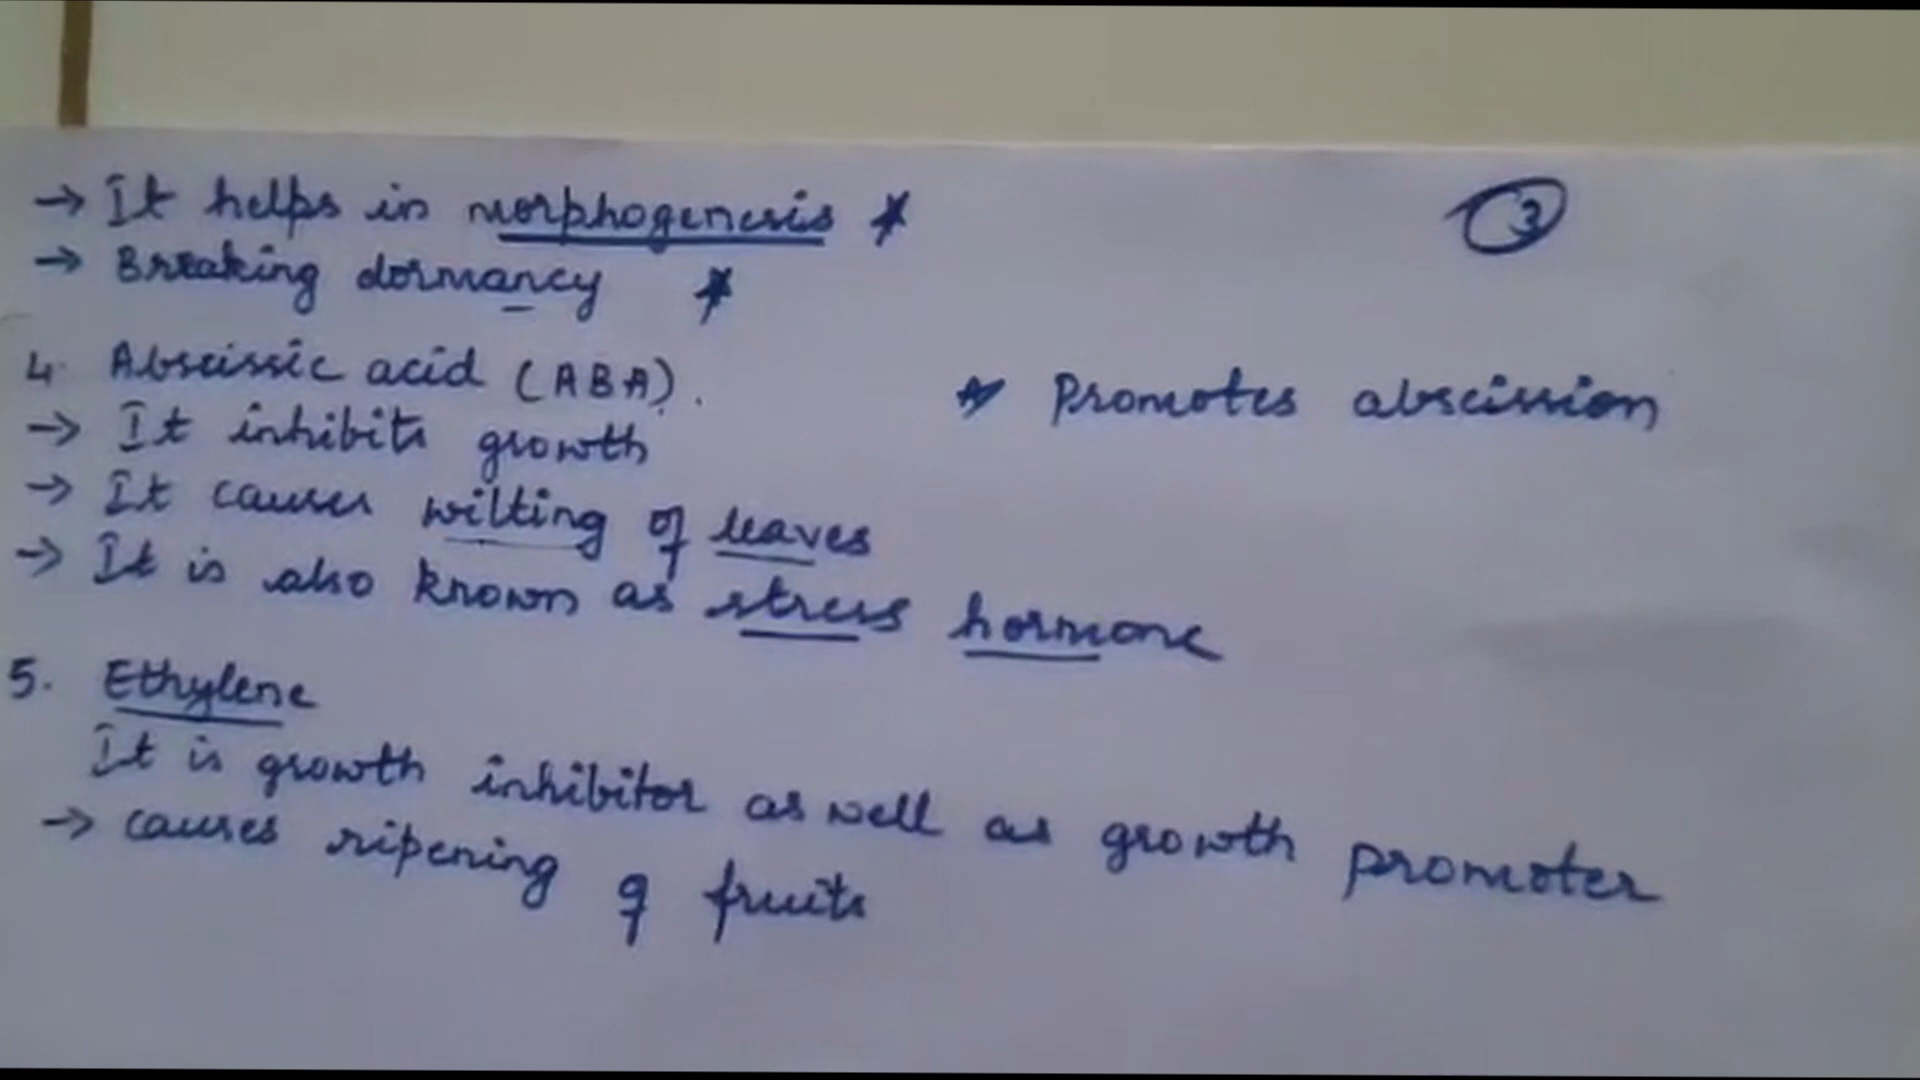 → It helps in morphogenesis *
3
→ Breaking dormancy *
4. Abscissic acid (ABA).
* Promotes abscission
→ It inhibits growth
→ It causes wilting of leaves
→ It is also known as stress hormone
5. Ethylene
It is growth inhibitor as well as growth promoter
→ causes ripening of fruits